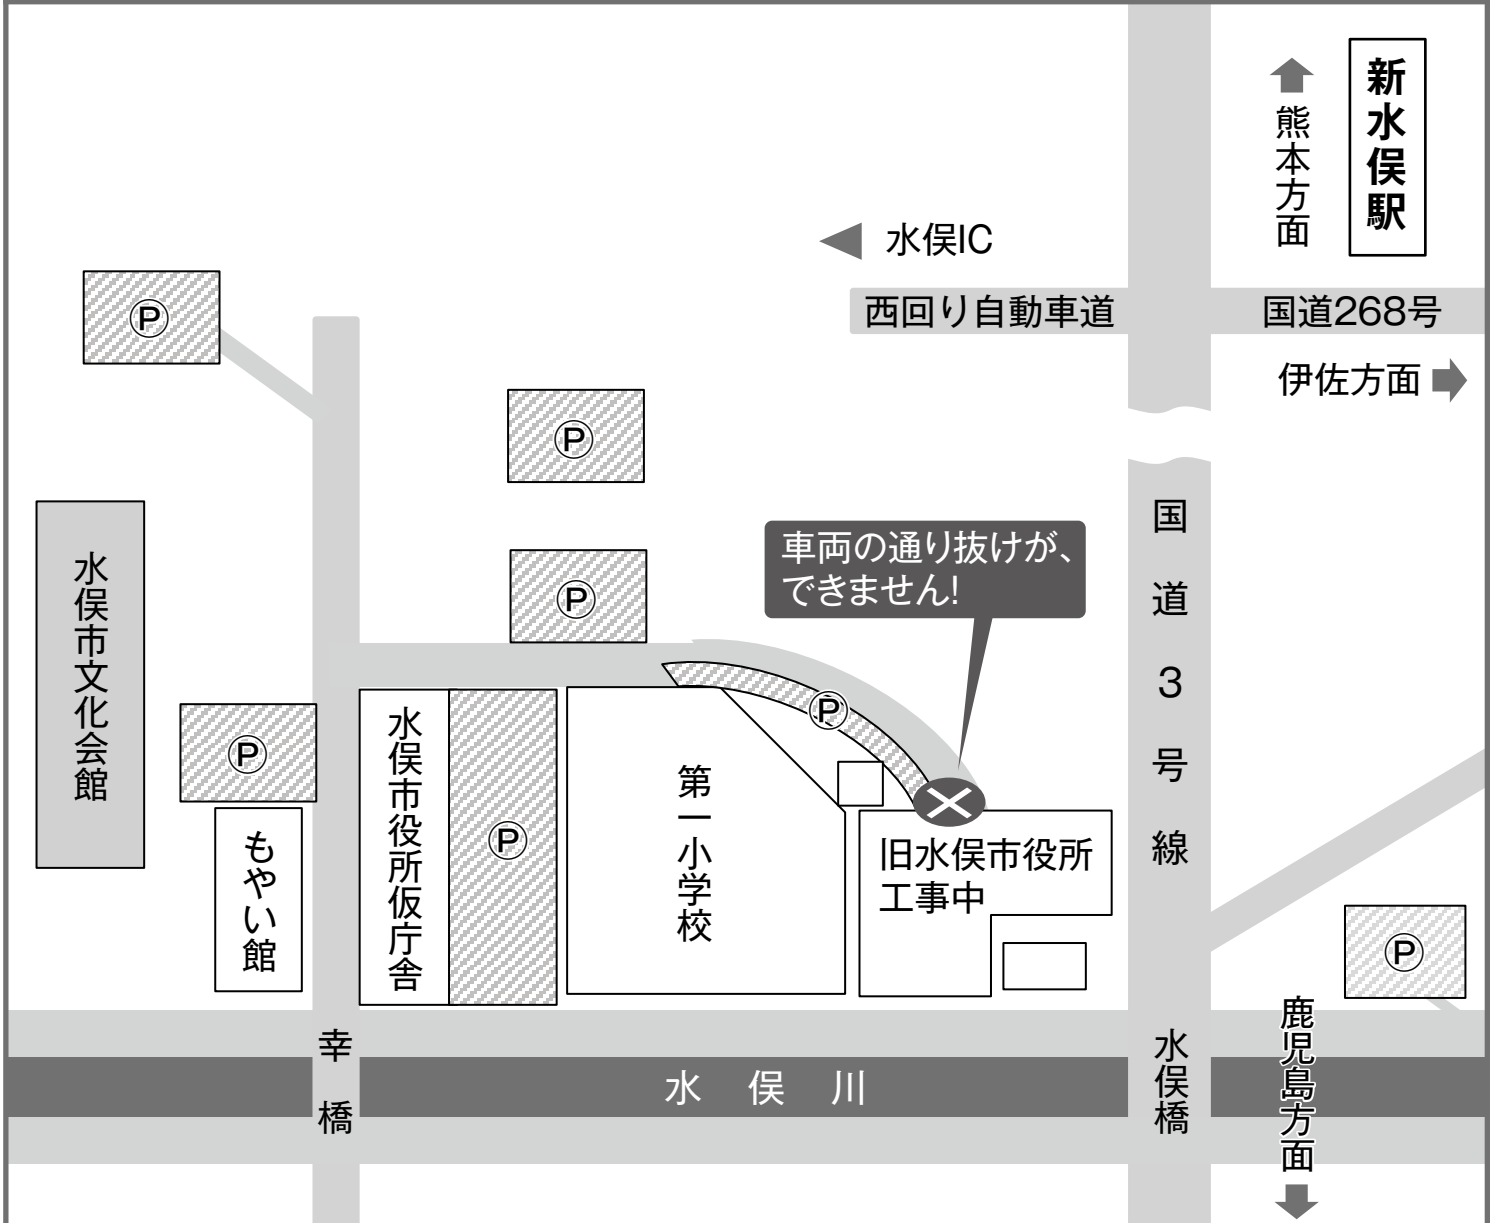 新水俣駅
熊本方面
水俣IC
西回り自動車道
国道268号
伊佐方面
P
P
P
車両の通り抜けが、
できません!
国道3号線
水俣市文化会館
P
P
水俣市役所仮庁舎
P
第一小学校
旧水俣市役所
工事中
もやい館
P
幸橋
水俣川
水俣橋
鹿児島方面